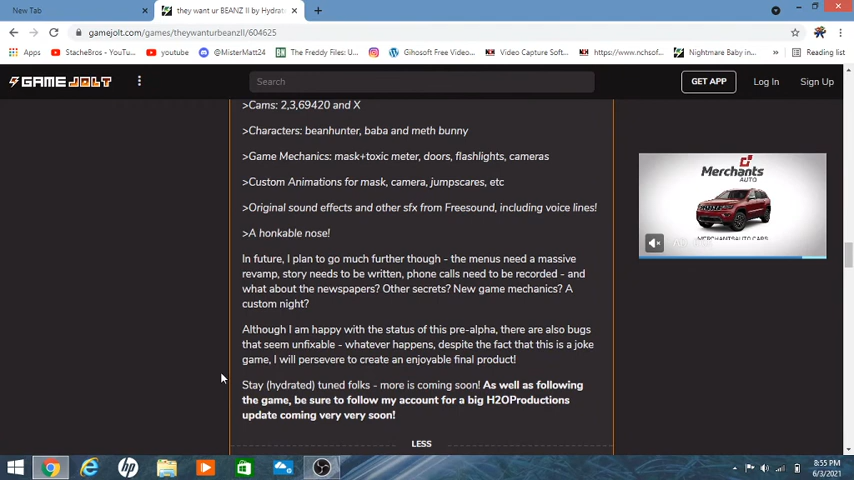 New Tab
they want ur BEANZ II by Hydrat
gamejolt.com/games/theywanturbeanzII/604625
Apps
StacheBros - YouTu...
youtube
@MisterMatt24
The Freddy Files: U...
Gihosoft Free Video...
Video Capture Soft...
https://www.nchsof...
Nightmare Baby in...
»
Reading list
GAME JOLT
Search
GET APP
Log In
Sign Up
>Cams: 2,3,69420 and X
>Characters: beanhunter, baba and meth bunny
>Game Mechanics: mask+toxic meter, doors, flashlights, cameras
>Custom Animations for mask, camera, jumpscares, etc
>Original sound effects and other sfx from Freesound, including voice lines!
>A honkable nose!
In future, I plan to go much further though - the menus need a massive
revamp, story needs to be written, phone calls need to be recorded - and
what about the newspapers? Other secrets? New game mechanics? A
custom night?
Although I am happy with the status of this pre-alpha, there are also bugs
that seem unfixable - whatever happens, despite the fact that this is a joke
game, I will persevere to create an enjoyable final product!
Stay (hydrated) tuned folks - more is coming soon! As well as following
the game, be sure to follow my account for a big H2OProductions
update coming very very soon!
LESS
Merchants
AUTO
MERCHANTSAUTO.COM
hp
8:55 PM
6/3/2021